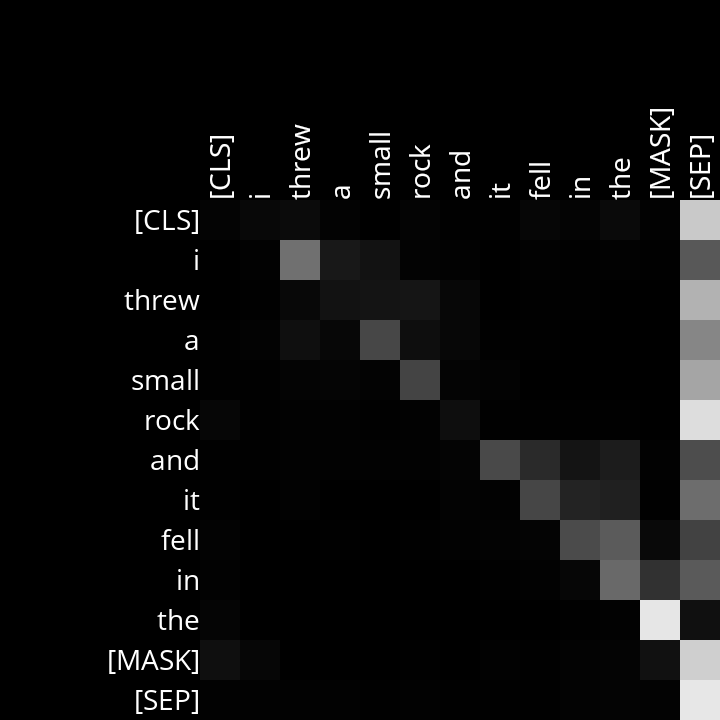 [CLS] i threw a small rock and it fell in the [MASK] [SEP]
[CLS]
i
threw
a
small
rock
and
it
fell
in
the
[MASK]
[SEP]